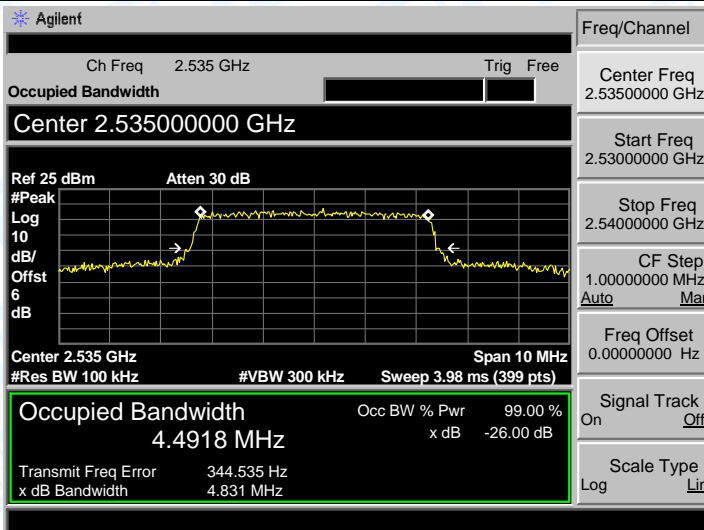 Agilent
Ch Freq 2.535 GHz Trig Free
Occupied Bandwidth
Center 2.535000000 GHz
Ref 25 dBm Atten 30 dB
#Peak
Log
10
dB/
Offst
6
dB
Center 2.535 GHz Span 10 MHz
#Res BW 100 kHz #VBW 300 kHz Sweep 3.98 ms (399 pts)
Occupied Bandwidth
4.4918 MHz
Occ BW % Pwr 99.00 %
x dB -26.00 dB
Transmit Freq Error 344.535 Hz
x dB Bandwidth 4.831 MHz
Freq/Channel
Center Freq
2.53500000 GHz
Start Freq
2.53000000 GHz
Stop Freq
2.54000000 GHz
CF Step
1.00000000 MHz
Auto Man
Freq Offset
0.00000000 Hz
Signal Track
On Off
Scale Type
Log Lin